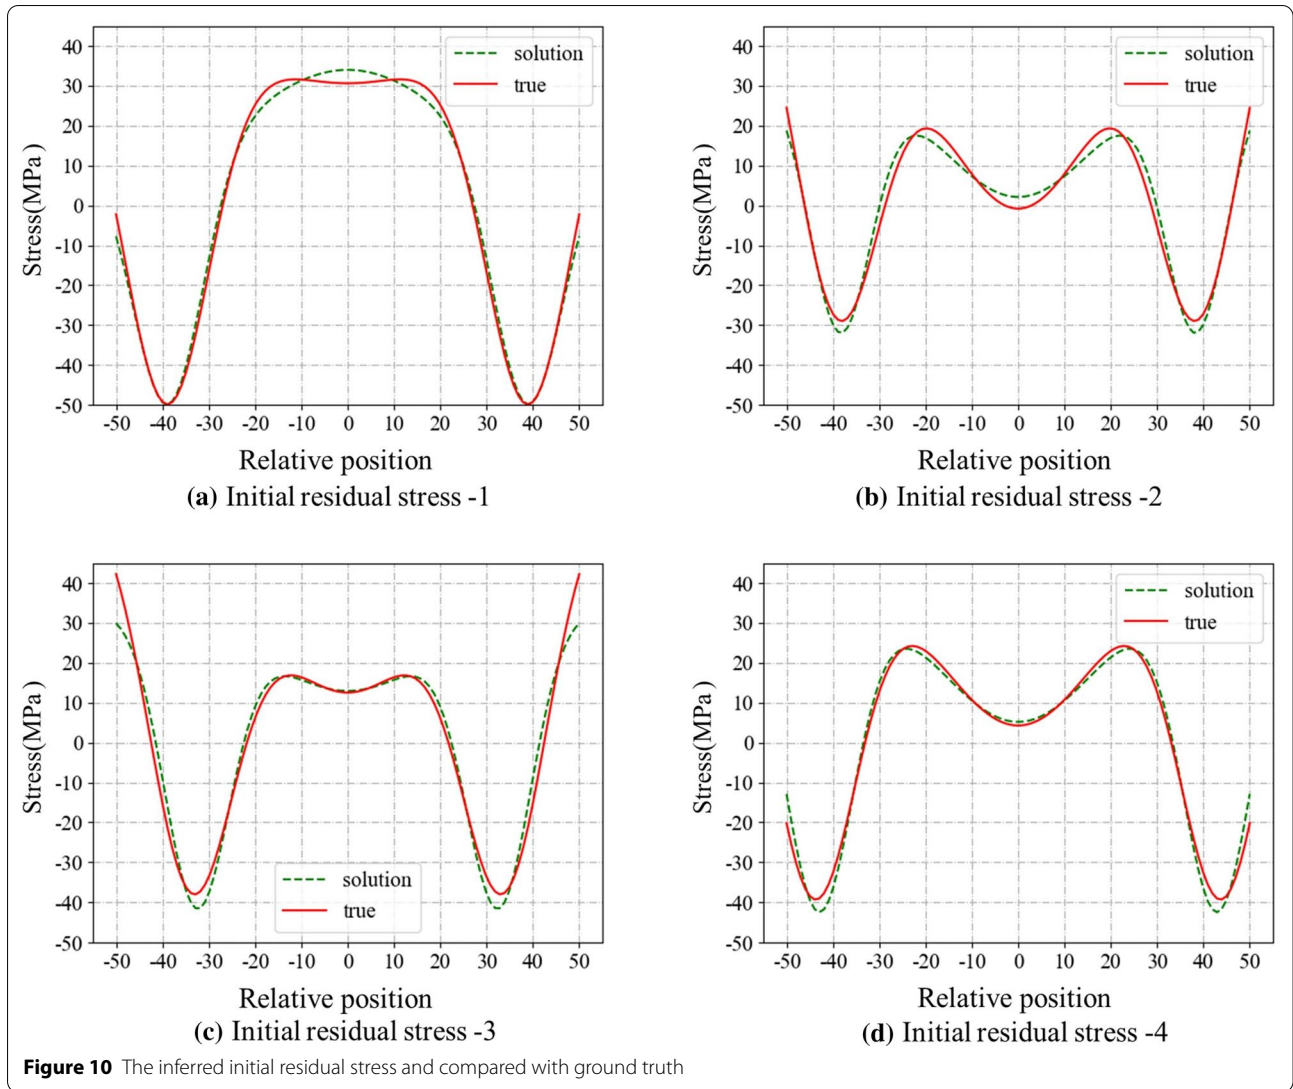 40
30
20
10
0
-10
-20
-30
-40
-50
Stress(MPa )
solution
true
-50 -40 -30 -20 -10 0 10 20 30 40 50
Relative position
(a) Initial residual stress -1
40
30
20
10
0
-10
-20
-30
-40
-50
Stress(MPa )
solution
true
-50 -40 -30 -20 -10 0 10 20 30 40 50
Relative position
(b) Initial residual stress -2
40
30
20
10
0
-10
-20
-30
-40
-50
Stress(MPa )
solution
true
-50 -40 -30 -20 -10 0 10 20 30 40 50
Relative position
(c) Initial residual stress -3
40
30
20
10
0
-10
-20
-30
-40
-50
Stress(MPa )
solution
true
-50 -40 -30 -20 -10 0 10 20 30 40 50
Relative position
(d) Initial residual stress -4
Figure 10 The inferred initial residual stress and compared with ground truth